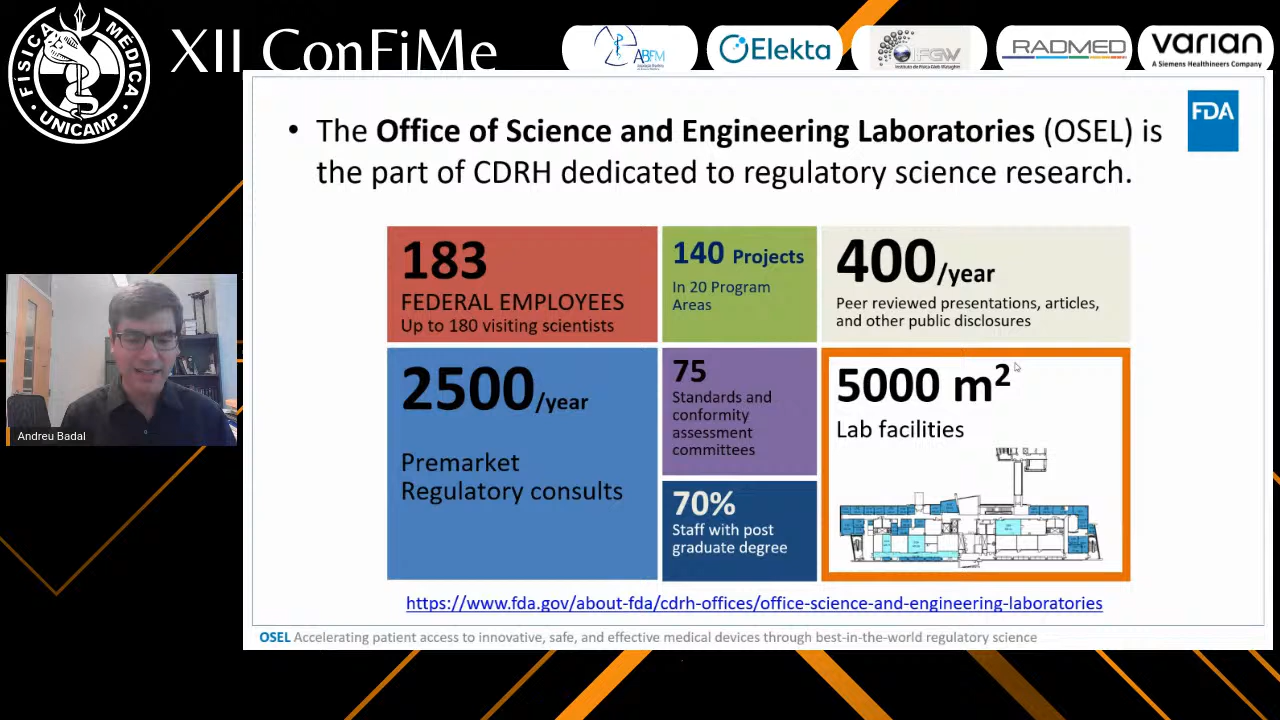 FÍSICA MÉDICA
· UNICAMP ·
XII ConFiMe
ABFM
Elekta
IFGW
Instituto de Física Gleb Wataghin
RADMED
varian
A Siemens Healthineers Company
FDA
• The Office of Science and Engineering Laboratories (OSEL) is
the part of CDRH dedicated to regulatory science research.
183
FEDERAL EMPLOYEES
Up to 180 visiting scientists
140 Projects
In 20 Program
Areas
400/year
Peer reviewed presentations, articles,
and other public disclosures
2500/year
Premarket
Regulatory consults
75
Standards and
conformity
assessment
committees
70%
Staff with post
graduate degree
5000 m²
Lab facilities
https://www.fda.gov/about-fda/cdrh-offices/office-science-and-engineering-laboratories
OSEL Accelerating patient access to innovative, safe, and effective medical devices through best-in-the-world regulatory science
Andreu Badal